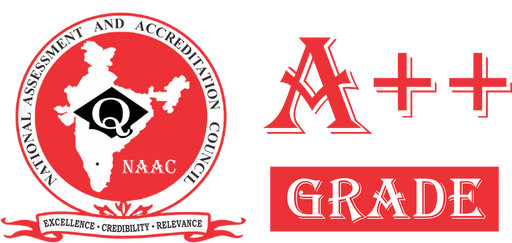 NATIONAL ASSESSMENT AND ACCREDITATION COUNCIL
Q
NAAC
EXCELLENCE • CREDIBILITY • RELEVANCE
A++
GRADE